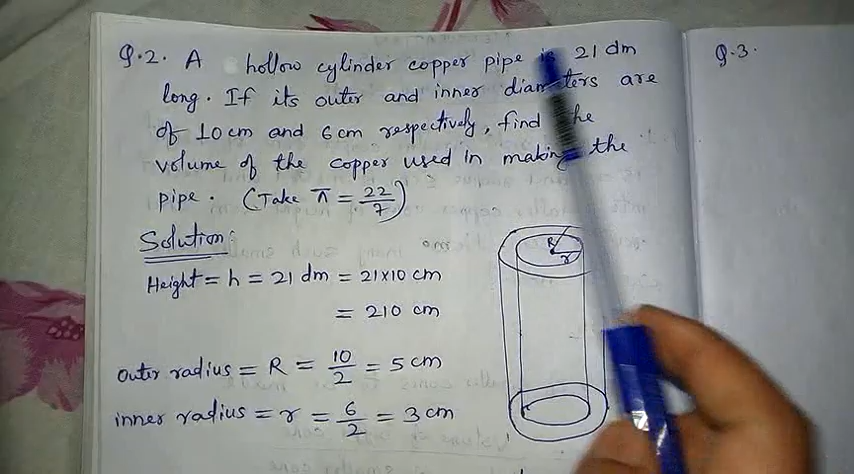 Q.2. A hollow cylinder copper pipe is 21 dm
long. If its outer and inner diameters are
of 10 cm and 6 cm respectively, find the
volume of the copper used in making the
pipe. (Take π = 22/7)
Solution:
Height = h = 21 dm = 21×10 cm
= 210 cm
outer radius = R = 10/2 = 5 cm
inner radius = r = 6/2 = 3 cm
R
r
Q.3.